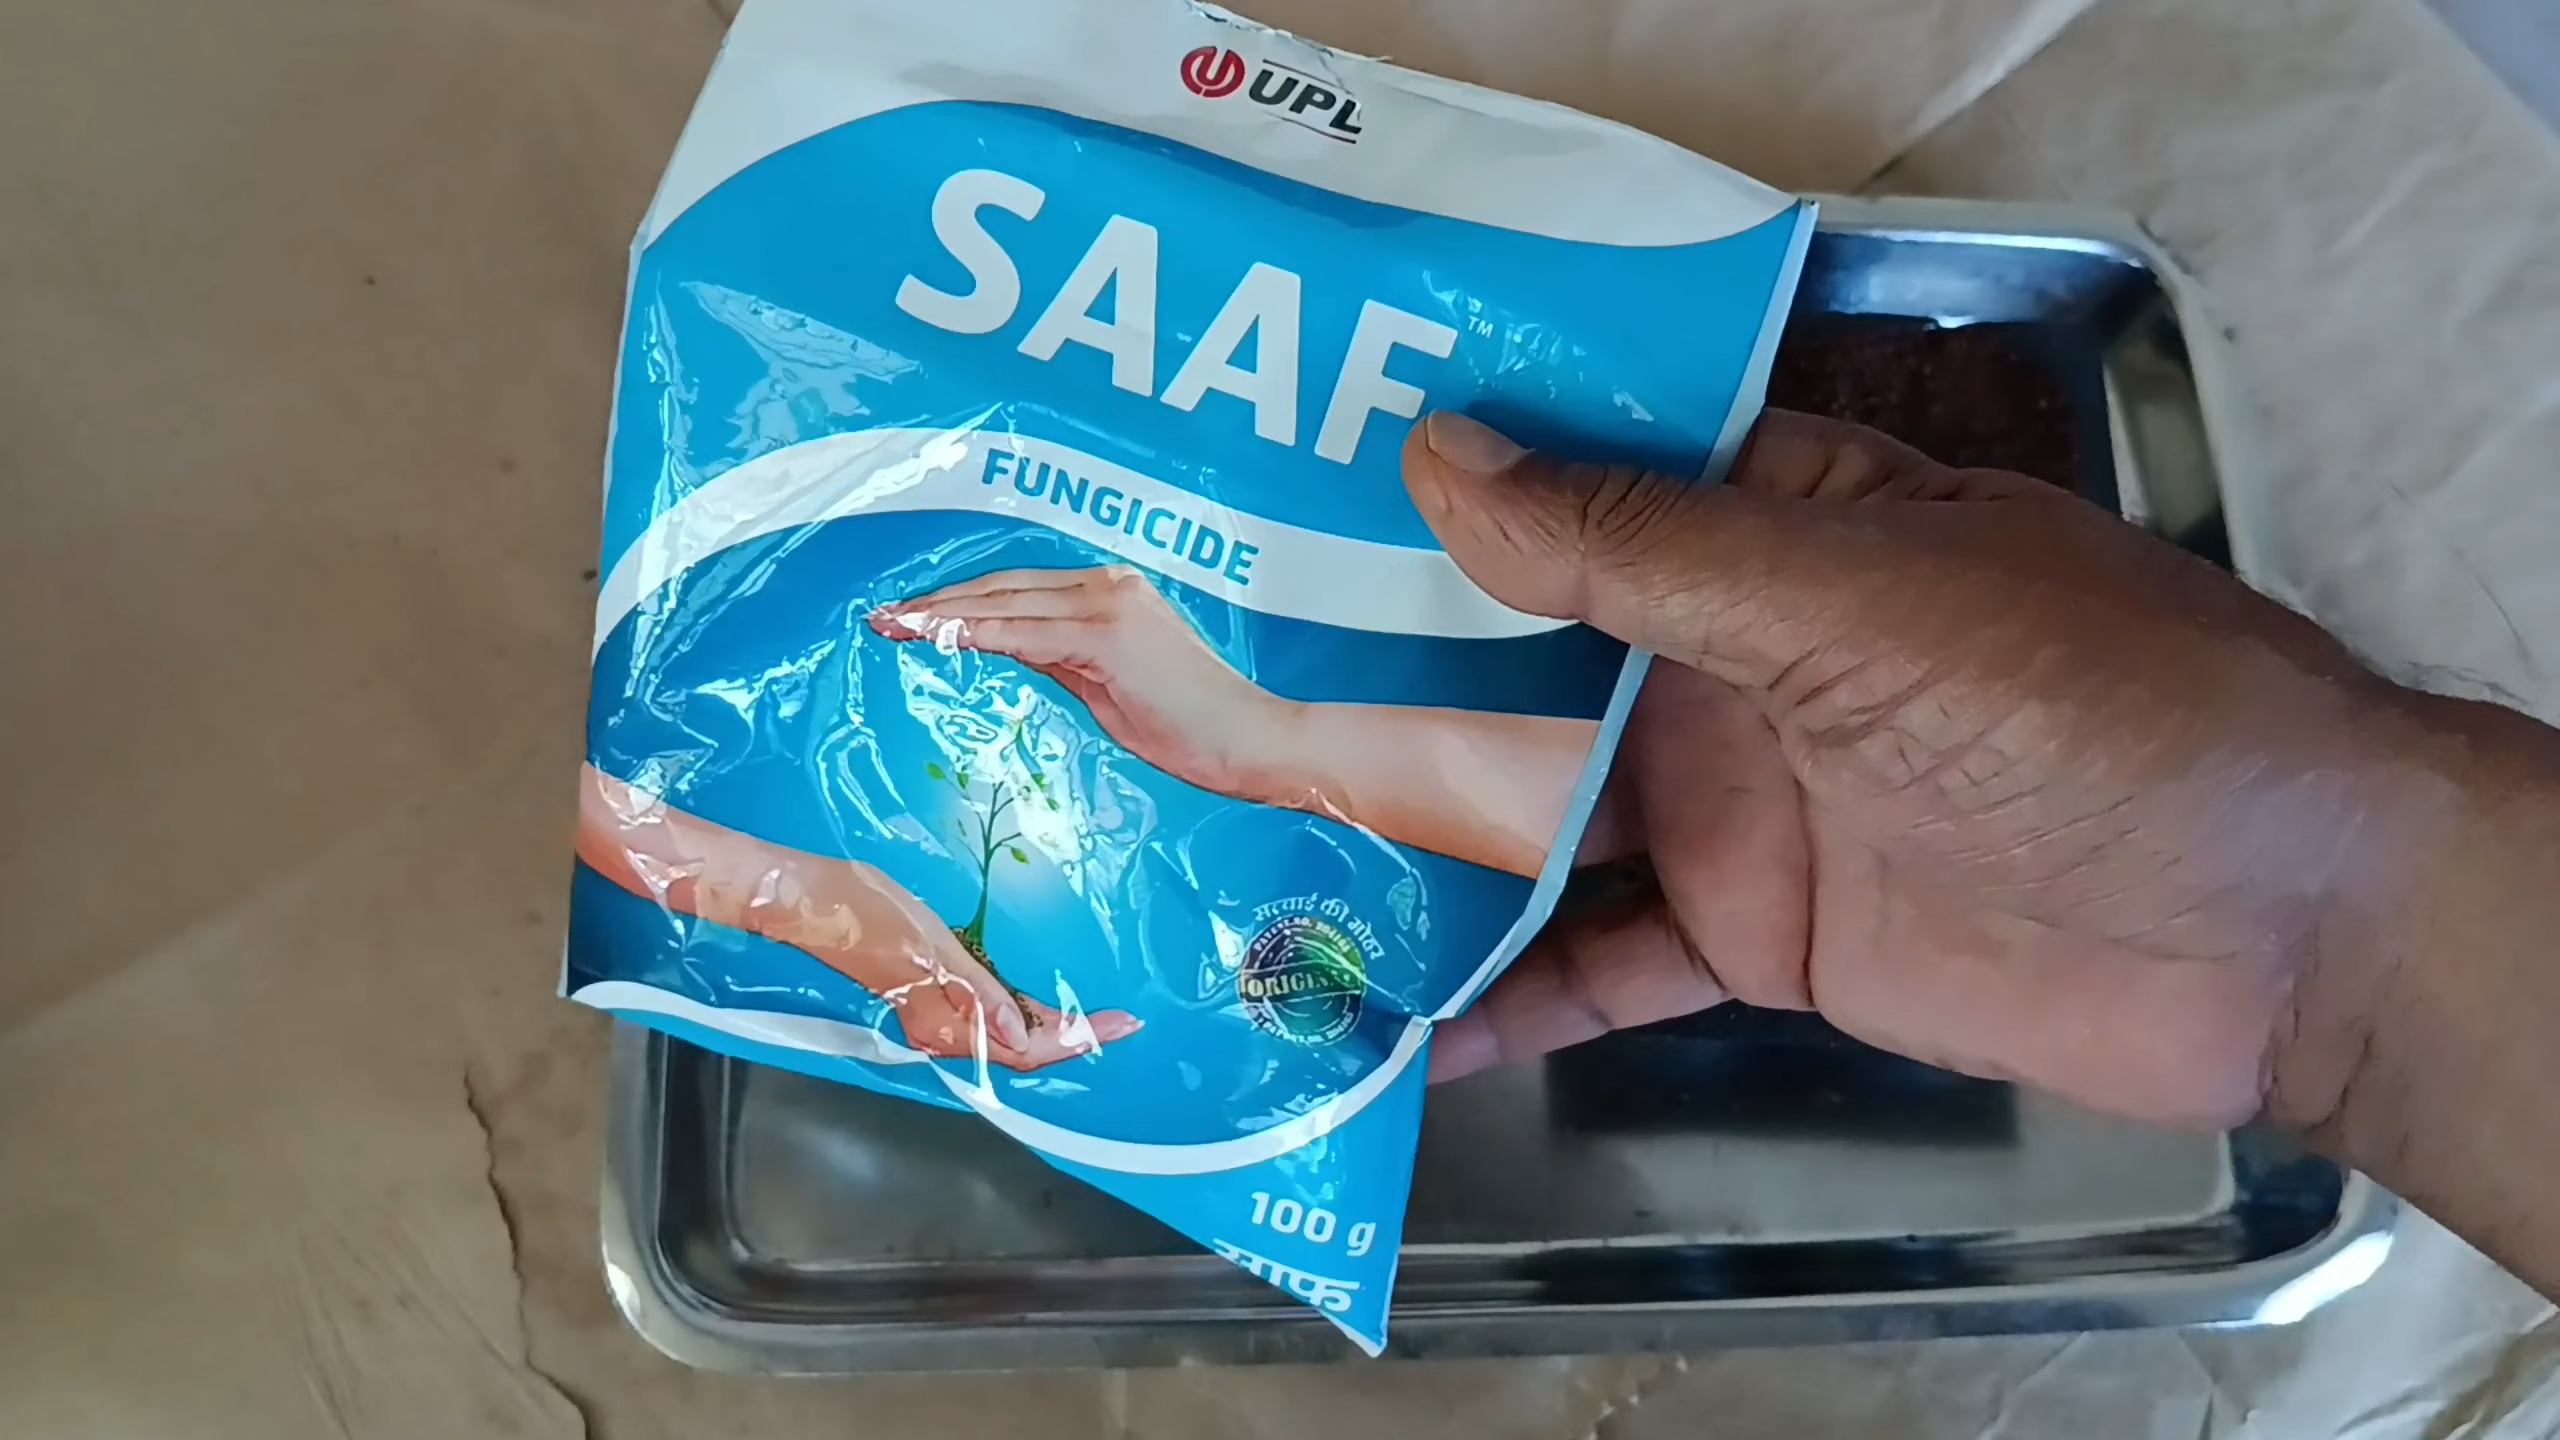 UPL
SAAF™
FUNGICIDE
सच्चाई की मोहर
ORIGINAL
100 g
साफ